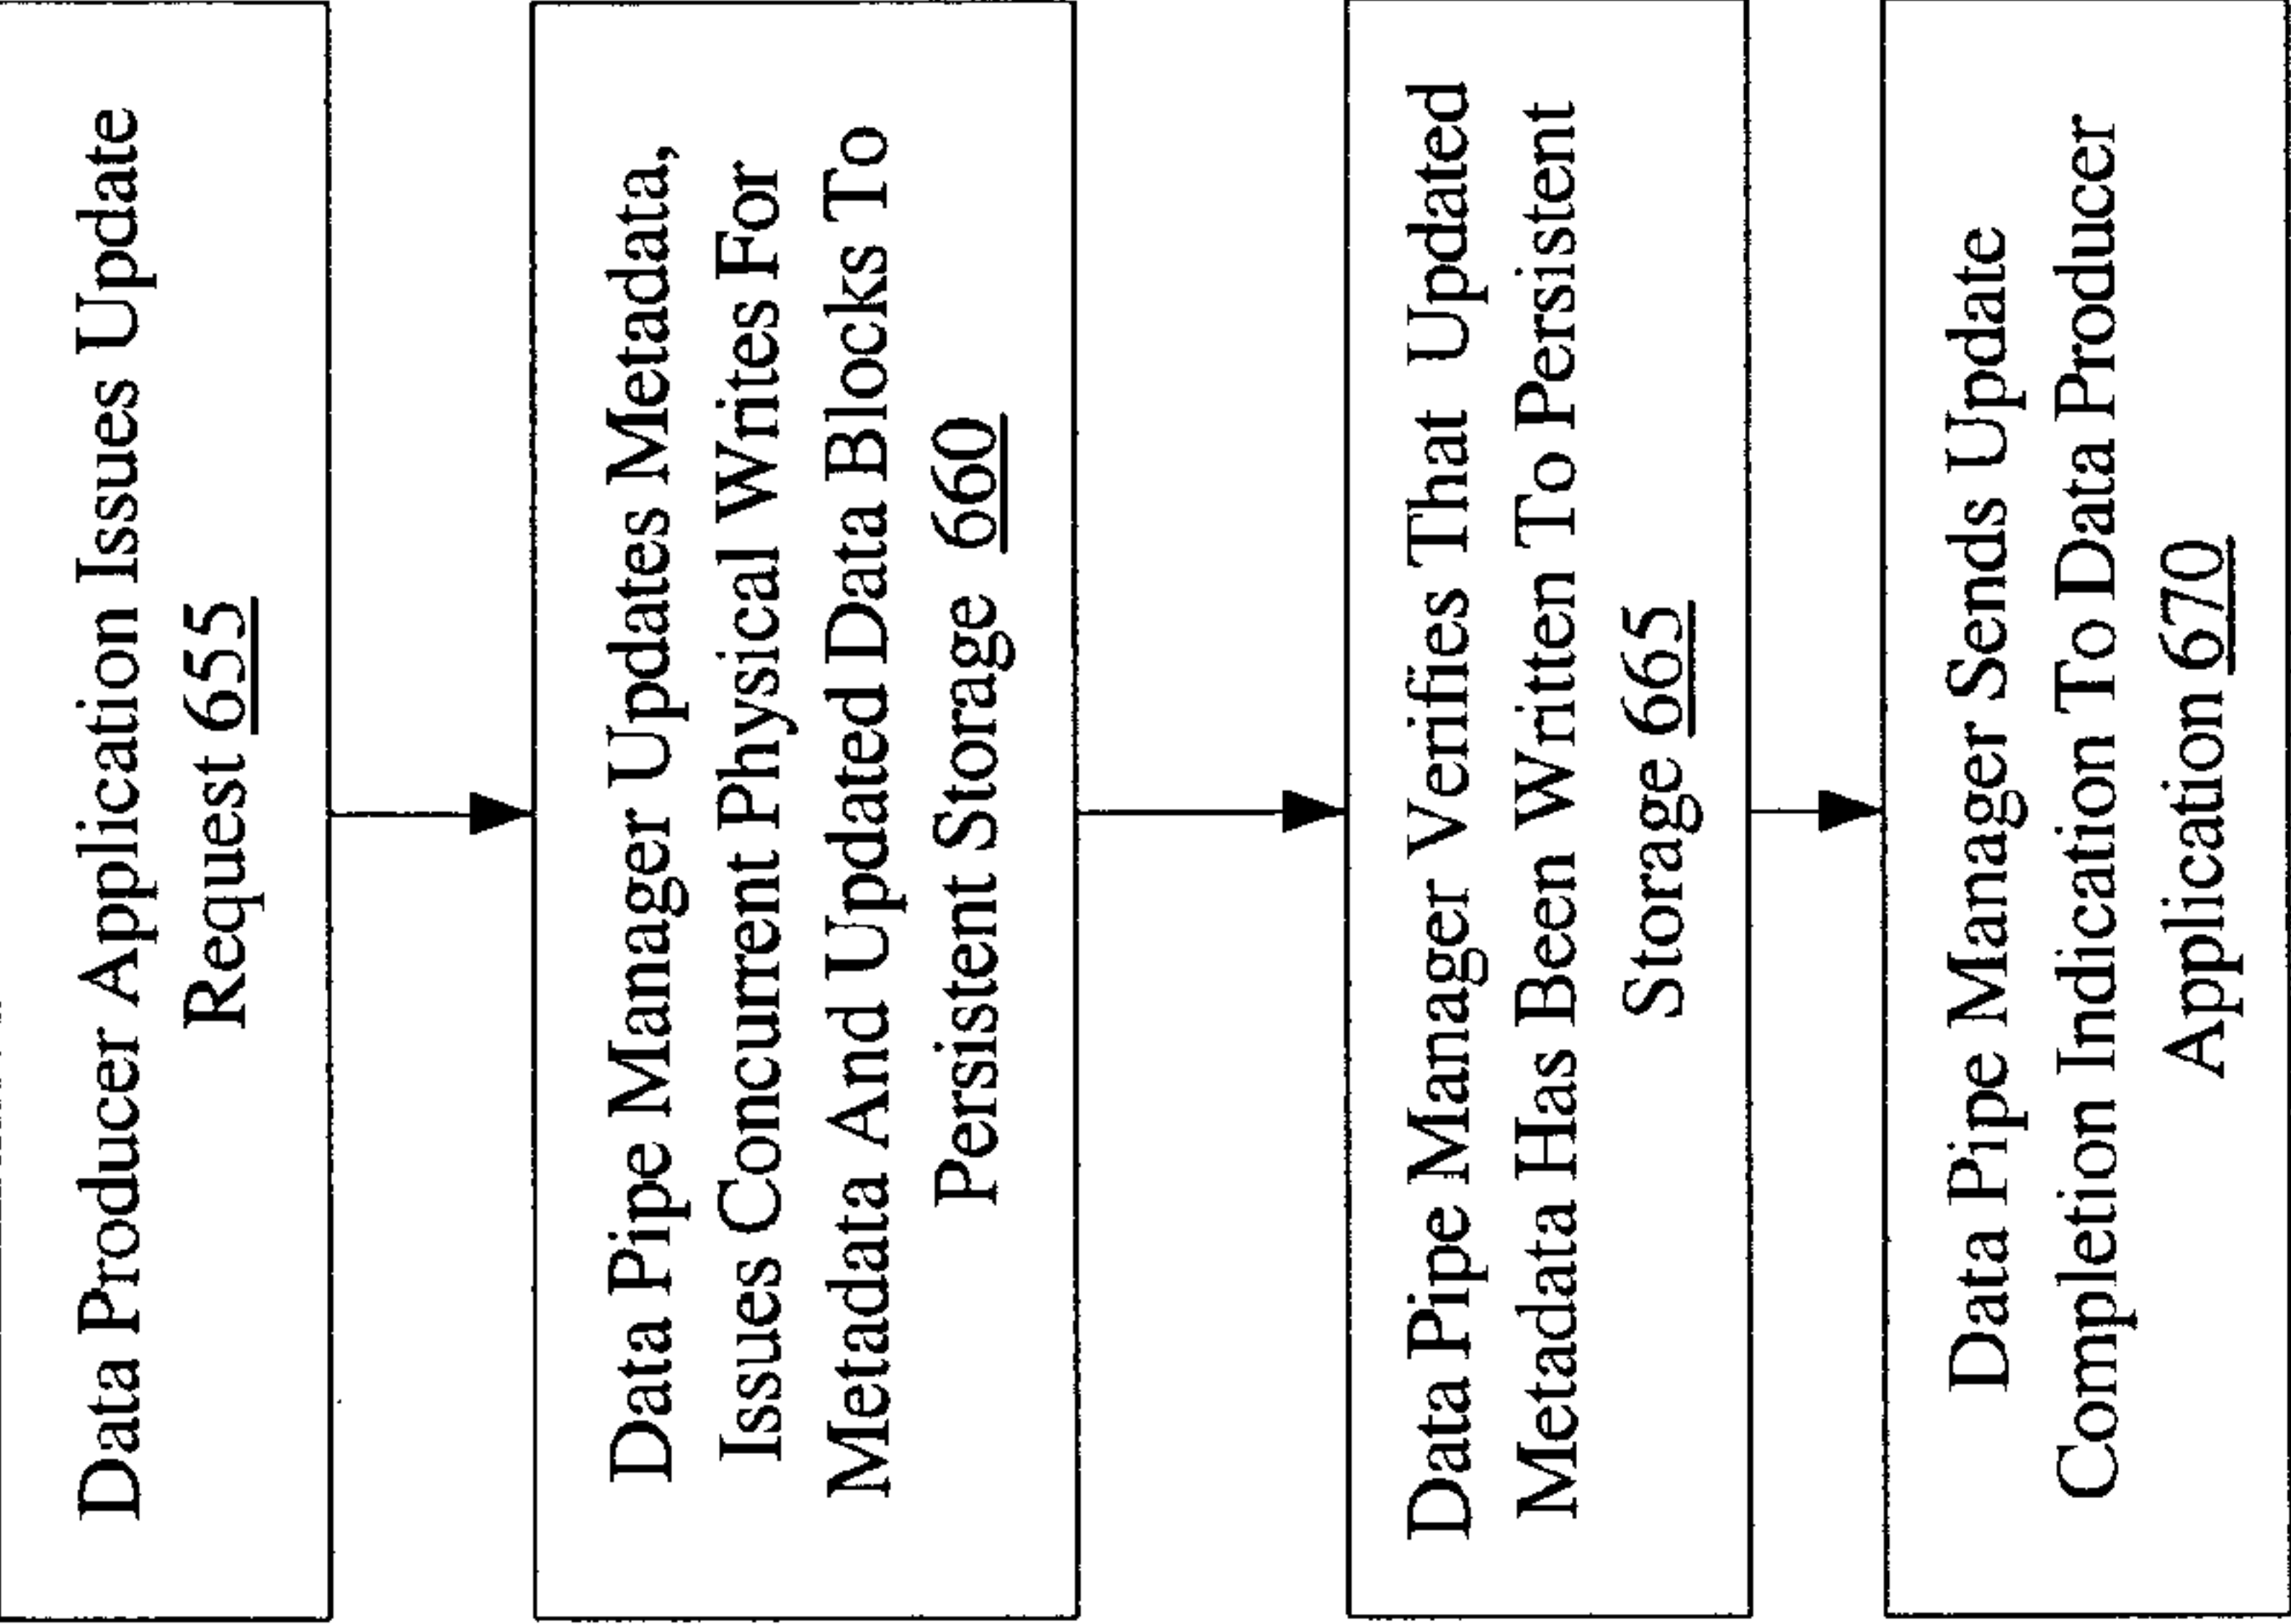 Data Producer Application Issues Update
Request 655
Data Pipe Manager Updates Metadata,
Issues Concurrent Physical Writes For
Metadata And Updated Data Blocks To
Persistent Storage 660
Data Pipe Manager Verifies That Updated
Metadata Has Been Written To Persistent
Storage 665
Data Pipe Manager Sends Update
Completion Indication To Data Producer
Application 670